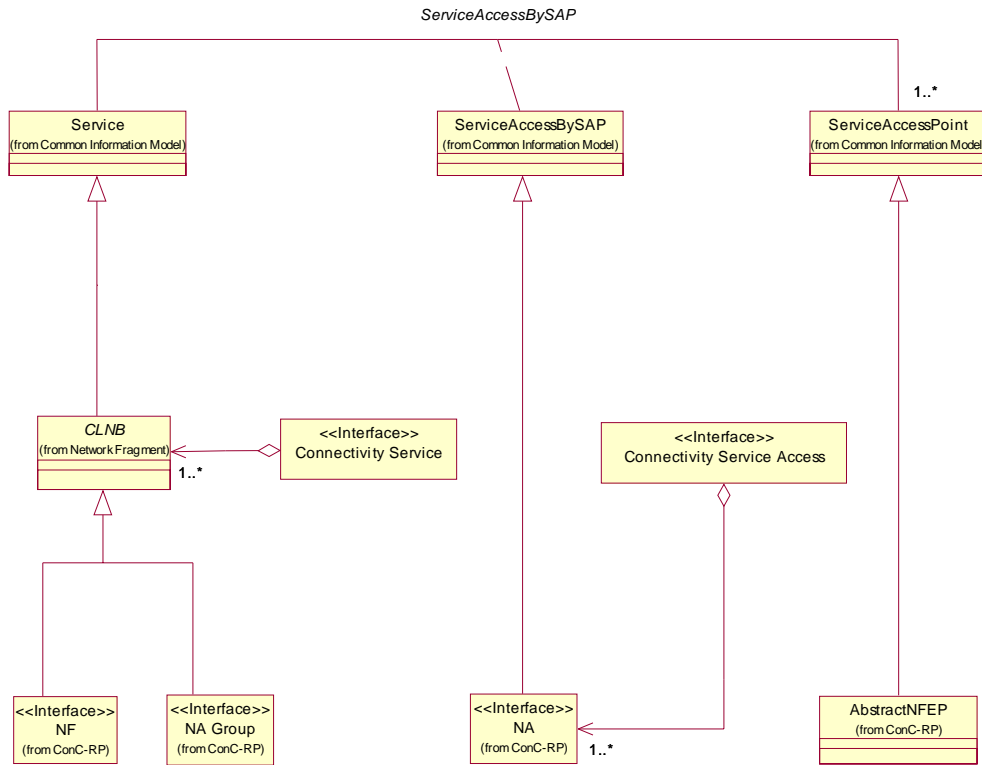 ServiceAccessBySAP
1..*
Service
(from Common Information Model)
ServiceAccessBySAP
(from Common Information Model)
ServiceAccessPoint
(from Common Information Model)
CLNB
(from Network Fragment)
1..*
<<Interface>>
Connectivity Service
<<Interface>>
Connectivity Service Access
<<Interface>>
NF
(from ConC-RP)
<<Interface>>
NA Group
(from ConC-RP)
<<Interface>>
NA
(from ConC-RP)
1..*
AbstractNFEP
(from ConC-RP)